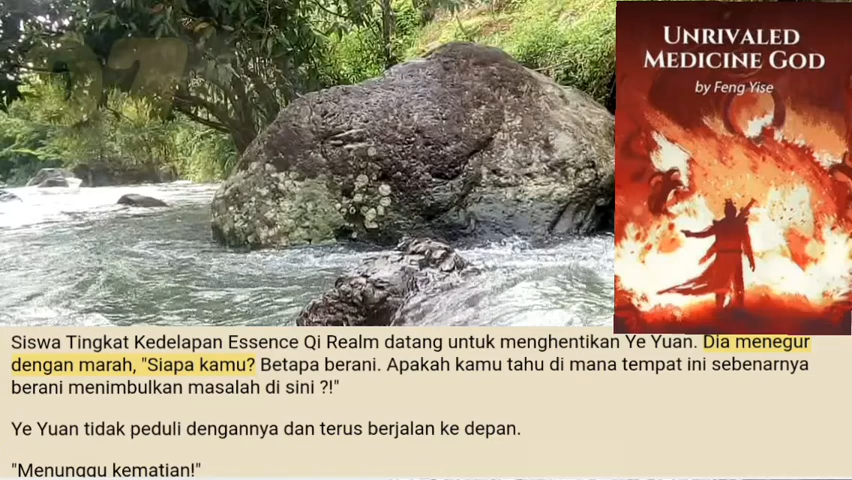 UNRIVALED
MEDICINE GOD
by Feng Yise
Siswa Tingkat Kedelapan Essence Qi Realm datang untuk menghentikan Ye Yuan. Dia menegur
dengan marah, "Siapa kamu? Betapa berani. Apakah kamu tahu di mana tempat ini sebenarnya
berani menimbulkan masalah di sini ?!"
Ye Yuan tidak peduli dengannya dan terus berjalan ke depan.
"Menunggu kematian!"